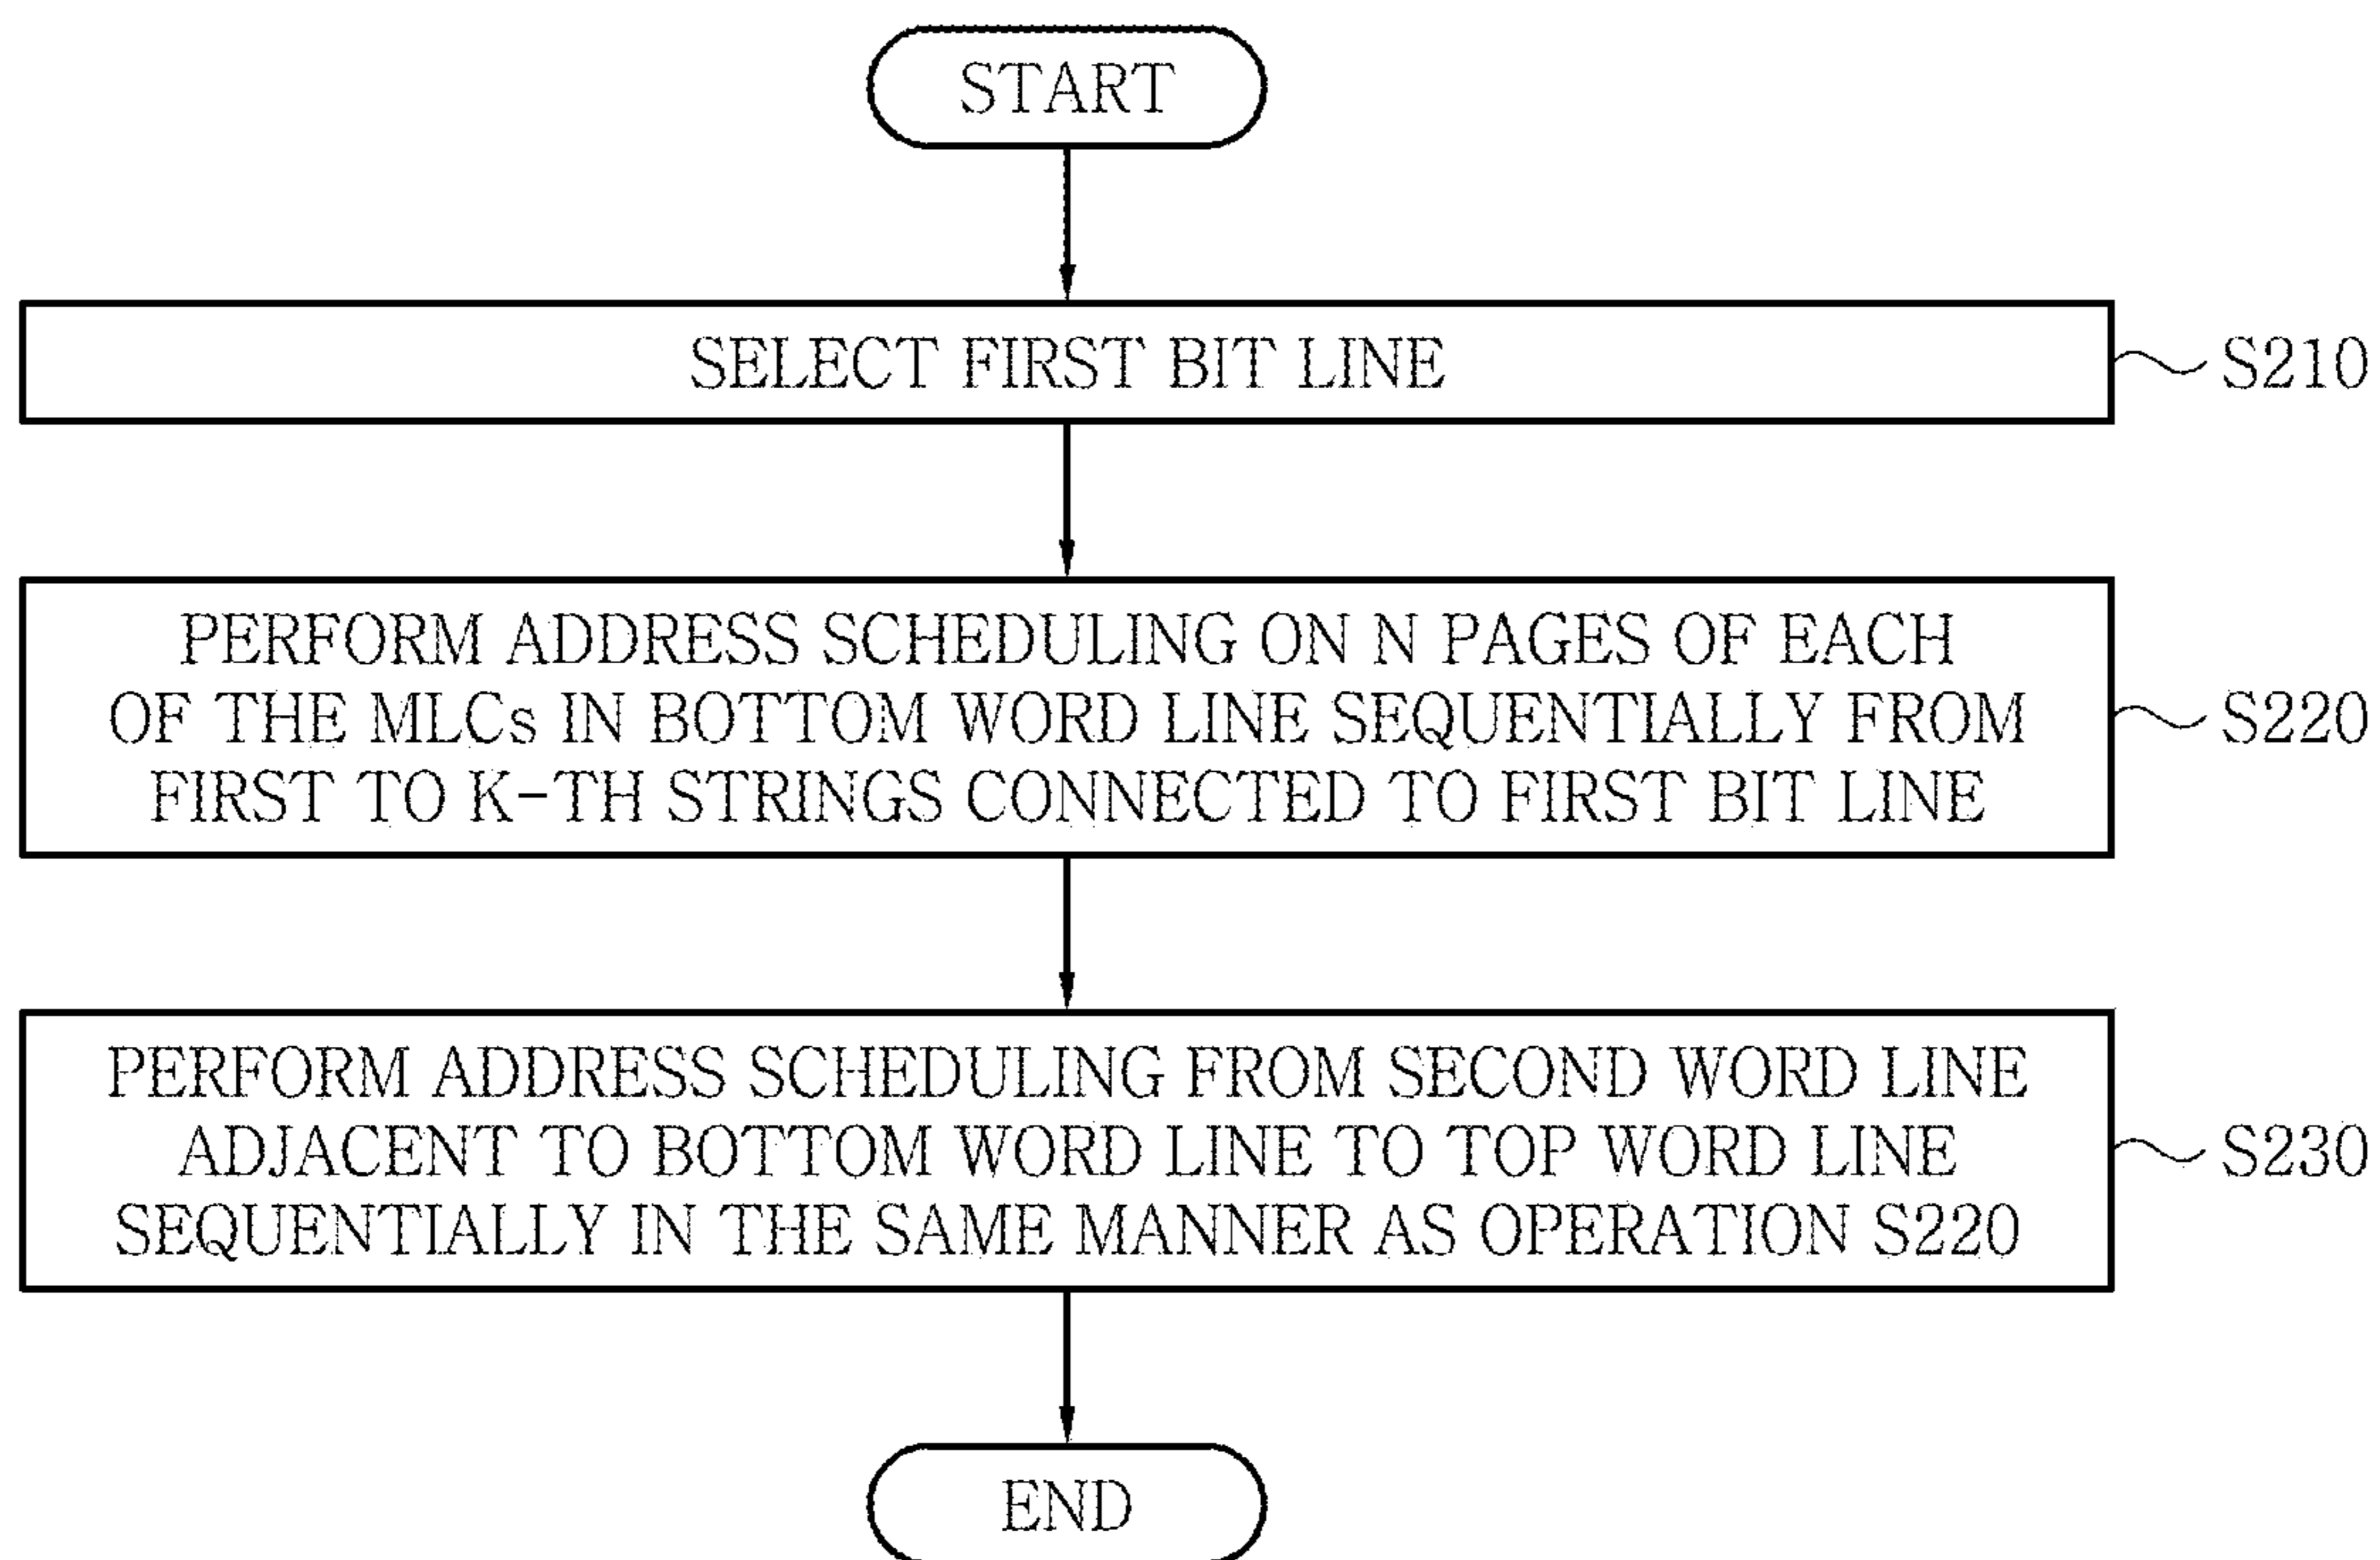 START
SELECT FIRST BIT LINE
S210
PERFORM ADDRESS SCHEDULING ON N PAGES OF EACH
OF THE MLCs IN BOTTOM WORD LINE SEQUENTIALLY FROM
FIRST TO K-TH STRINGS CONNECTED TO FIRST BIT LINE
S220
PERFORM ADDRESS SCHEDULING FROM SECOND WORD LINE
ADJACENT TO BOTTOM WORD LINE TO TOP WORD LINE
SEQUENTIALLY IN THE SAME MANNER AS OPERATION S220
S230
END